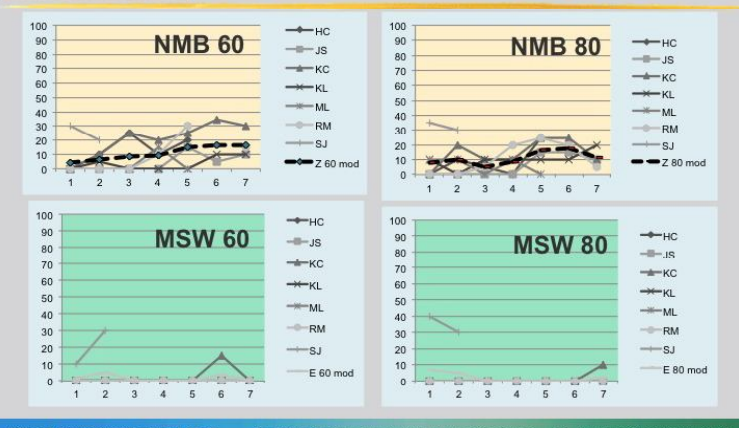 NMB 60
100
90
80
70
60
50
40
30
20
10
0
1 2 3 4 5 6 7
HC
JS
KC
KL
ML
RM
SJ
Z 60 mod
NMB 80
100
90
80
70
60
50
40
30
20
10
0
1 2 3 4 5 6 7
HC
JS
KC
KL
ML
RM
SJ
Z 80 mod
MSW 60
100
90
80
70
60
50
40
30
20
10
0
1 2 3 4 5 6 7
HC
JS
KC
KL
ML
RM
SJ
E 60 mod
MSW 80
100
90
80
70
60
50
40
30
20
10
0
1 2 3 4 5 6 7
HC
JS
KC
KL
ML
RM
SJ
E 80 mod